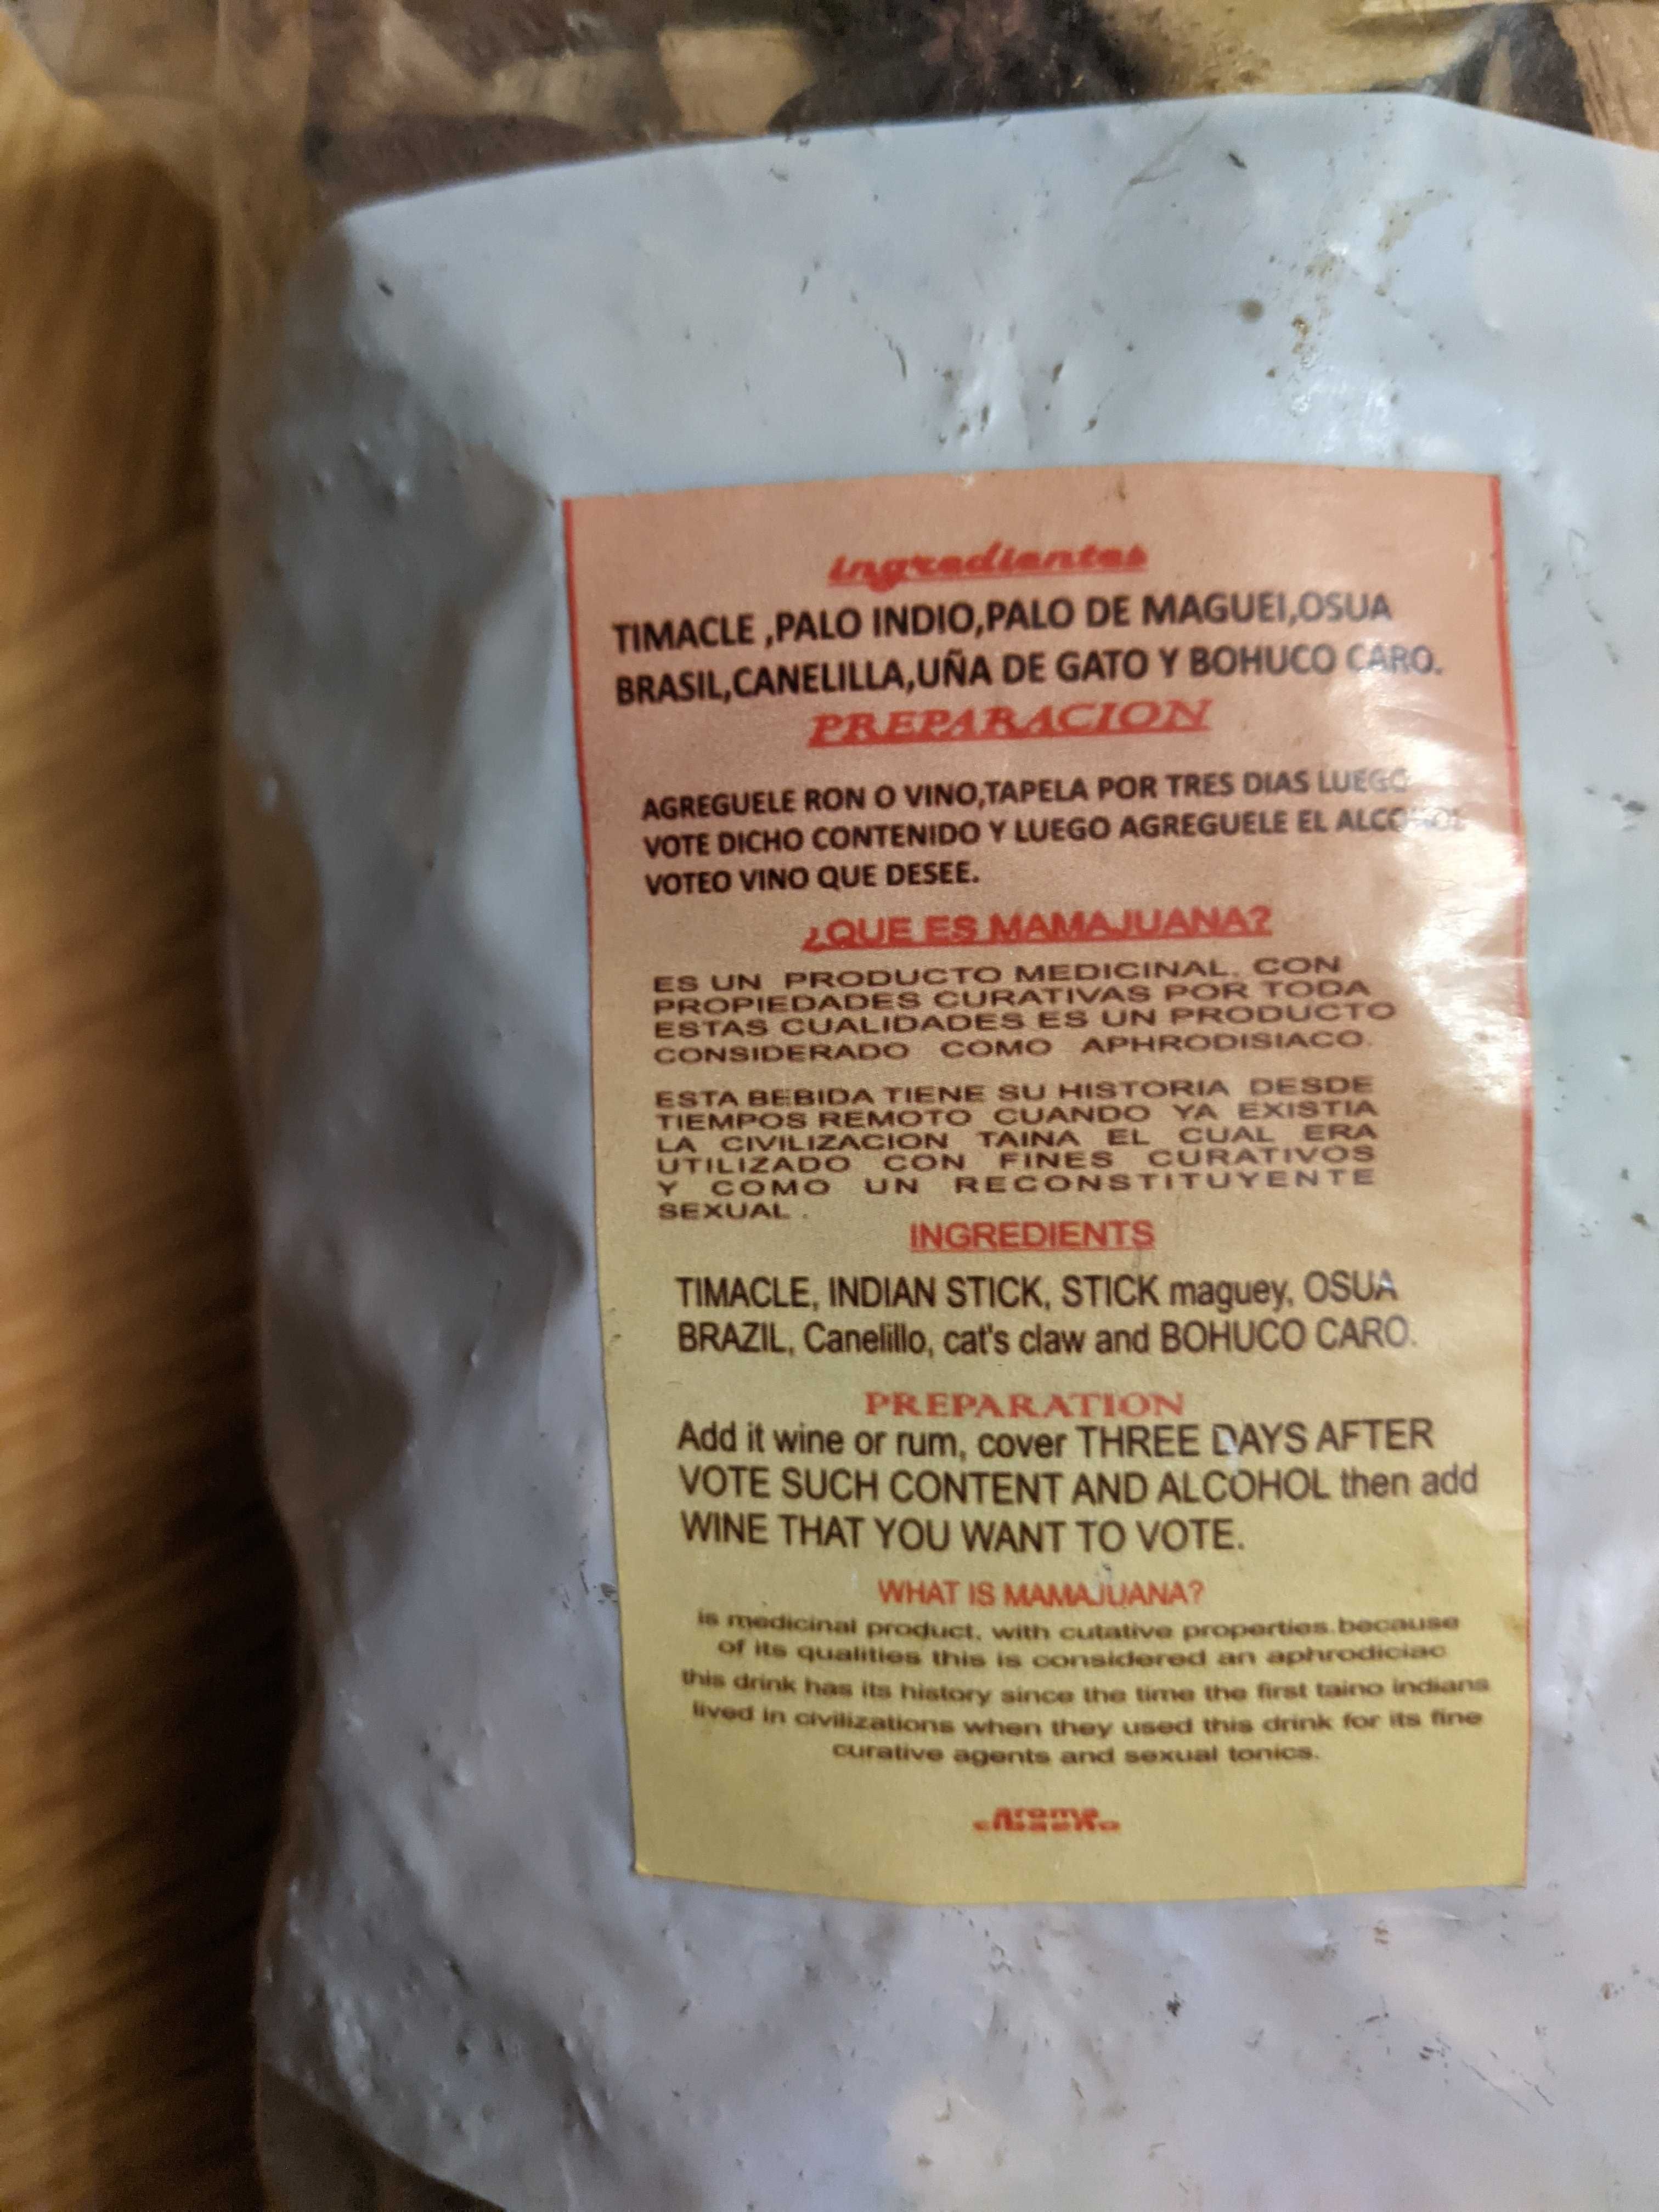 ingredientes
TIMACLE ,PALO INDIO,PALO DE MAGUEI,OSUA
BRASIL,CANELILLA,UÑA DE GATO Y BOHUCO CARO.
PREPARACION
AGREGUELE RON O VINO,TAPELA POR TRES DIAS LUEGO
VOTE DICHO CONTENIDO Y LUEGO AGREGUELE EL ALCOHOL
VOTEO VINO QUE DESEE.
¿QUE ES MAMAJUANA?
ES UN PRODUCTO MEDICINAL. CON
PROPIEDADES CURATIVAS POR TODA
ESTAS CUALIDADES ES UN PRODUCTO
CONSIDERADO COMO APHRODISIACO.
ESTA BEBIDA TIENE SU HISTORIA DESDE
TIEMPOS REMOTO CUANDO YA EXISTIA
LA CIVILIZACION TAINA EL CUAL ERA
UTILIZADO CON FINES CURATIVOS
Y COMO UN RECONSTITUYENTE
SEXUAL .
INGREDIENTS
TIMACLE, INDIAN STICK, STICK maguey, OSUA
BRAZIL, Canelillo, cat's claw and BOHUCO CARO.
PREPARATION
Add it wine or rum, cover THREE DAYS AFTER
VOTE SUCH CONTENT AND ALCOHOL then add
WINE THAT YOU WANT TO VOTE.
WHAT IS MAMAJUANA?
is medicinal product, with cutative properties.because
of its qualities this is considered an aphrodiciac
this drink has its history since the time the first taino indians
lived in civilizations when they used this drink for its fine
curative agents and sexual tonics.
aroma
cibaeño